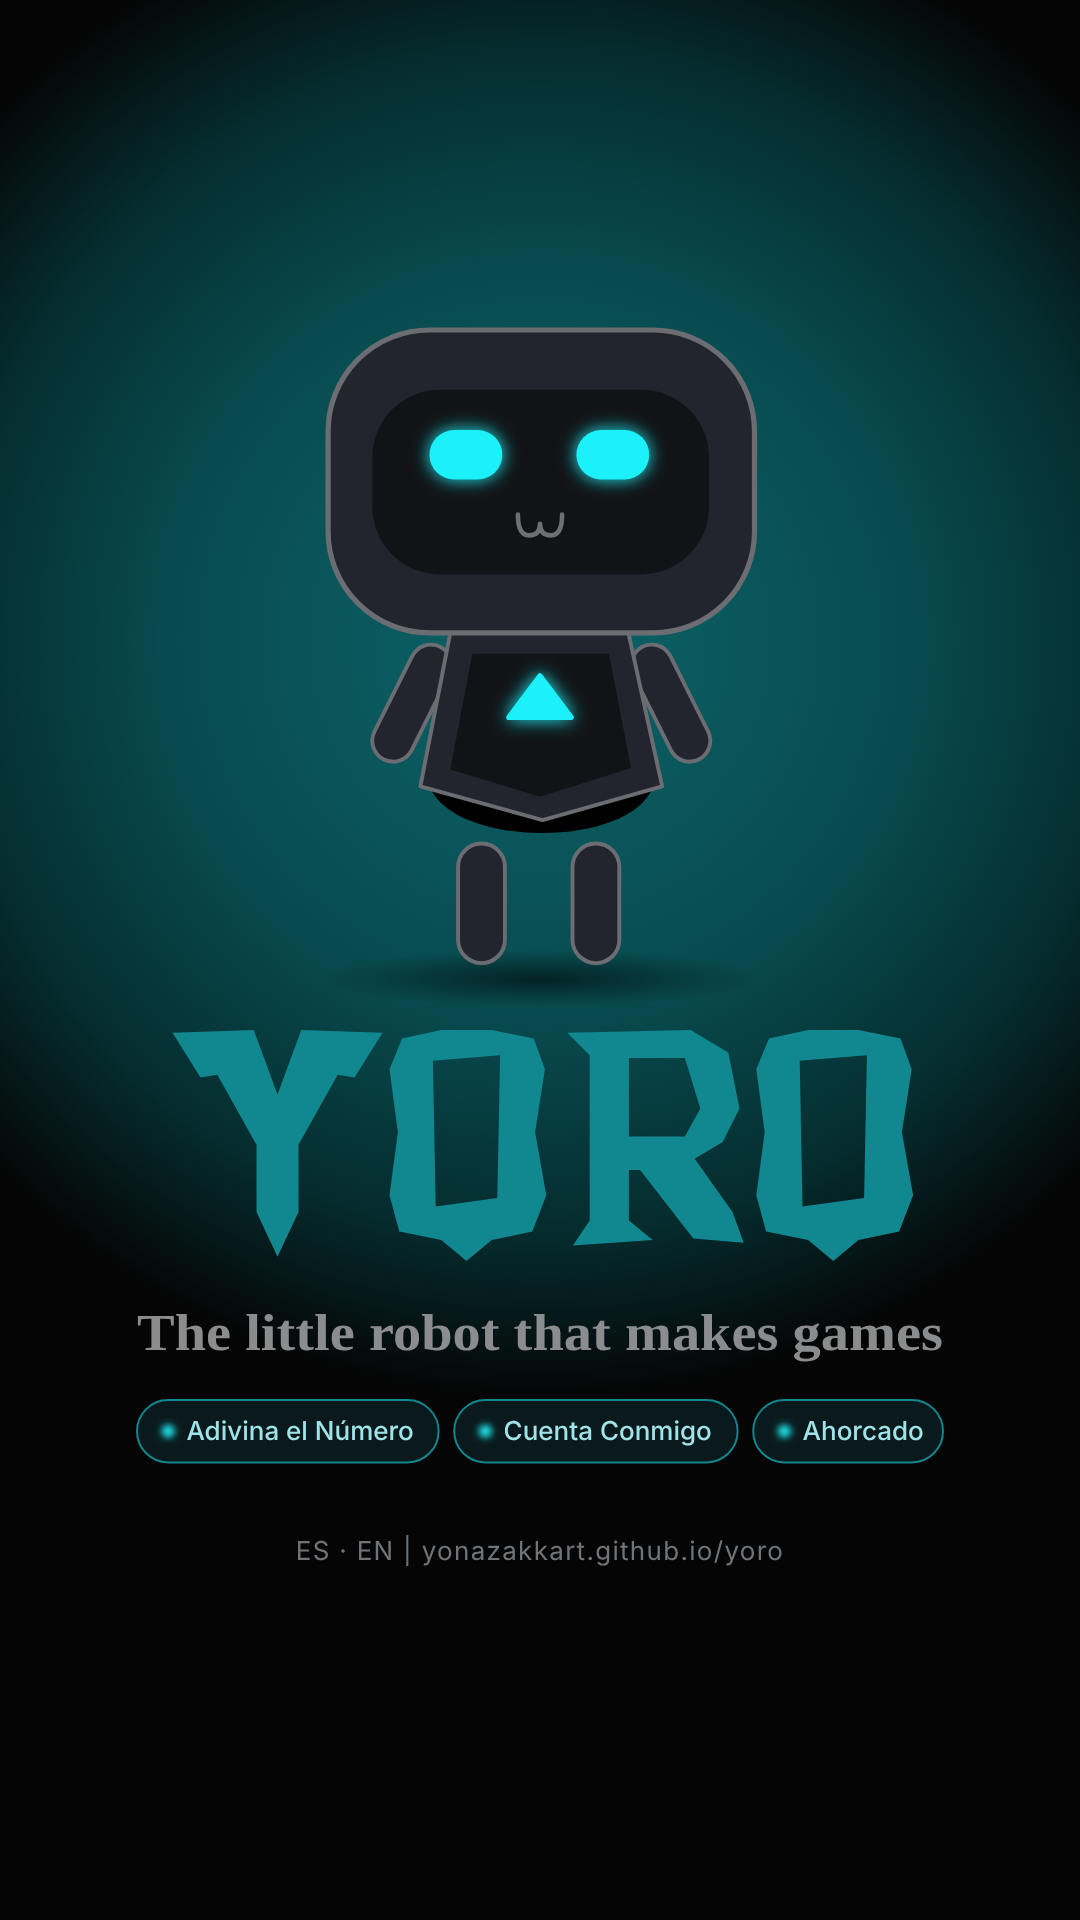 YORO
The little robot that makes games
Adivina el Número Cuenta Conmigo Ahorcado
ES · EN | yonazakkart.github.io/yoro